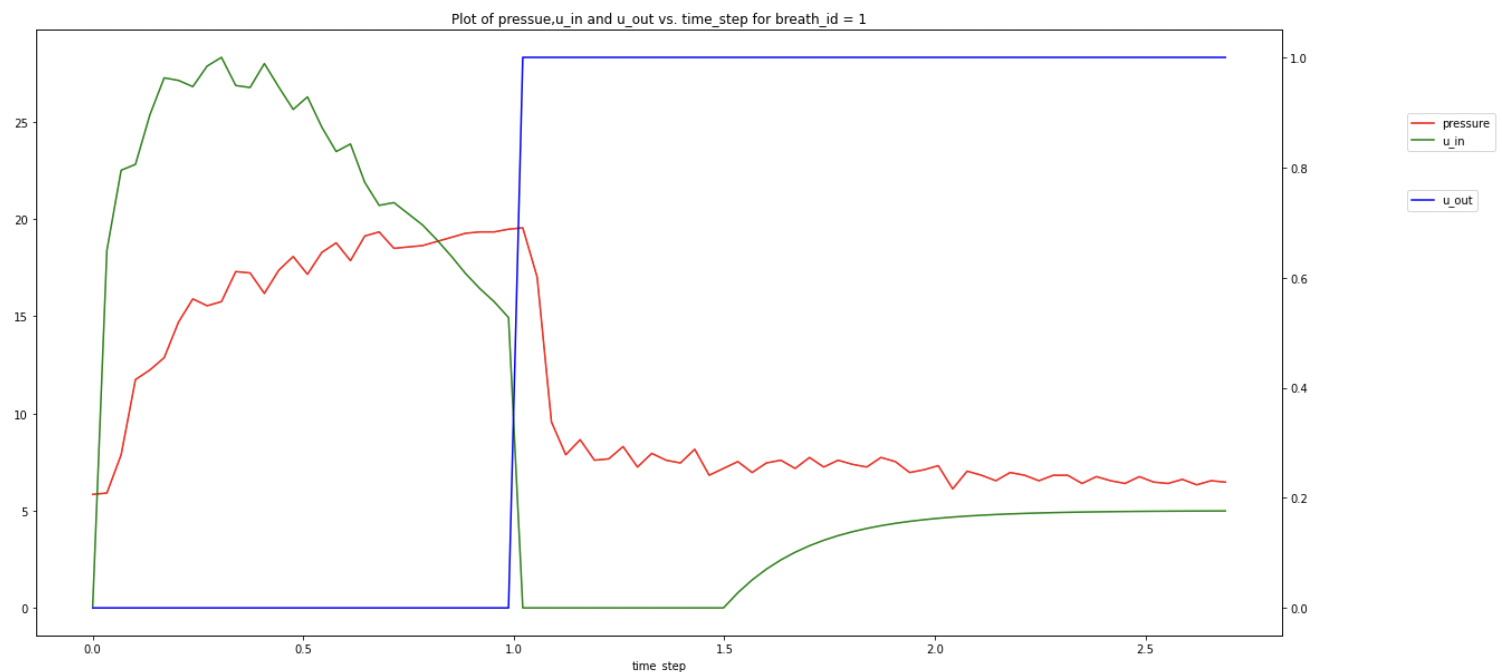 Plot of pressue,u_in and u_out vs. time_step for breath_id = 1
25
20
15
10
5
0
1.0
0.8
0.6
0.4
0.2
0.0
0.0 0.5 1.0 1.5 2.0 2.5
time_step
pressure
u_in
u_out